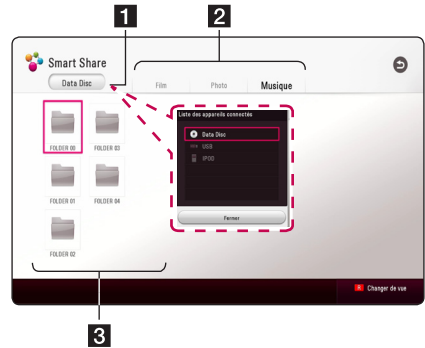 1
2
Smart Share
Data Disc
Film Photo Musique
Liste des appareils connectés
Data Disc
USB
IPOD
Fermer
FOLDER 00 FOLDER 03
FOLDER 01 FOLDER 04
FOLDER 02
R Changer de vue
3